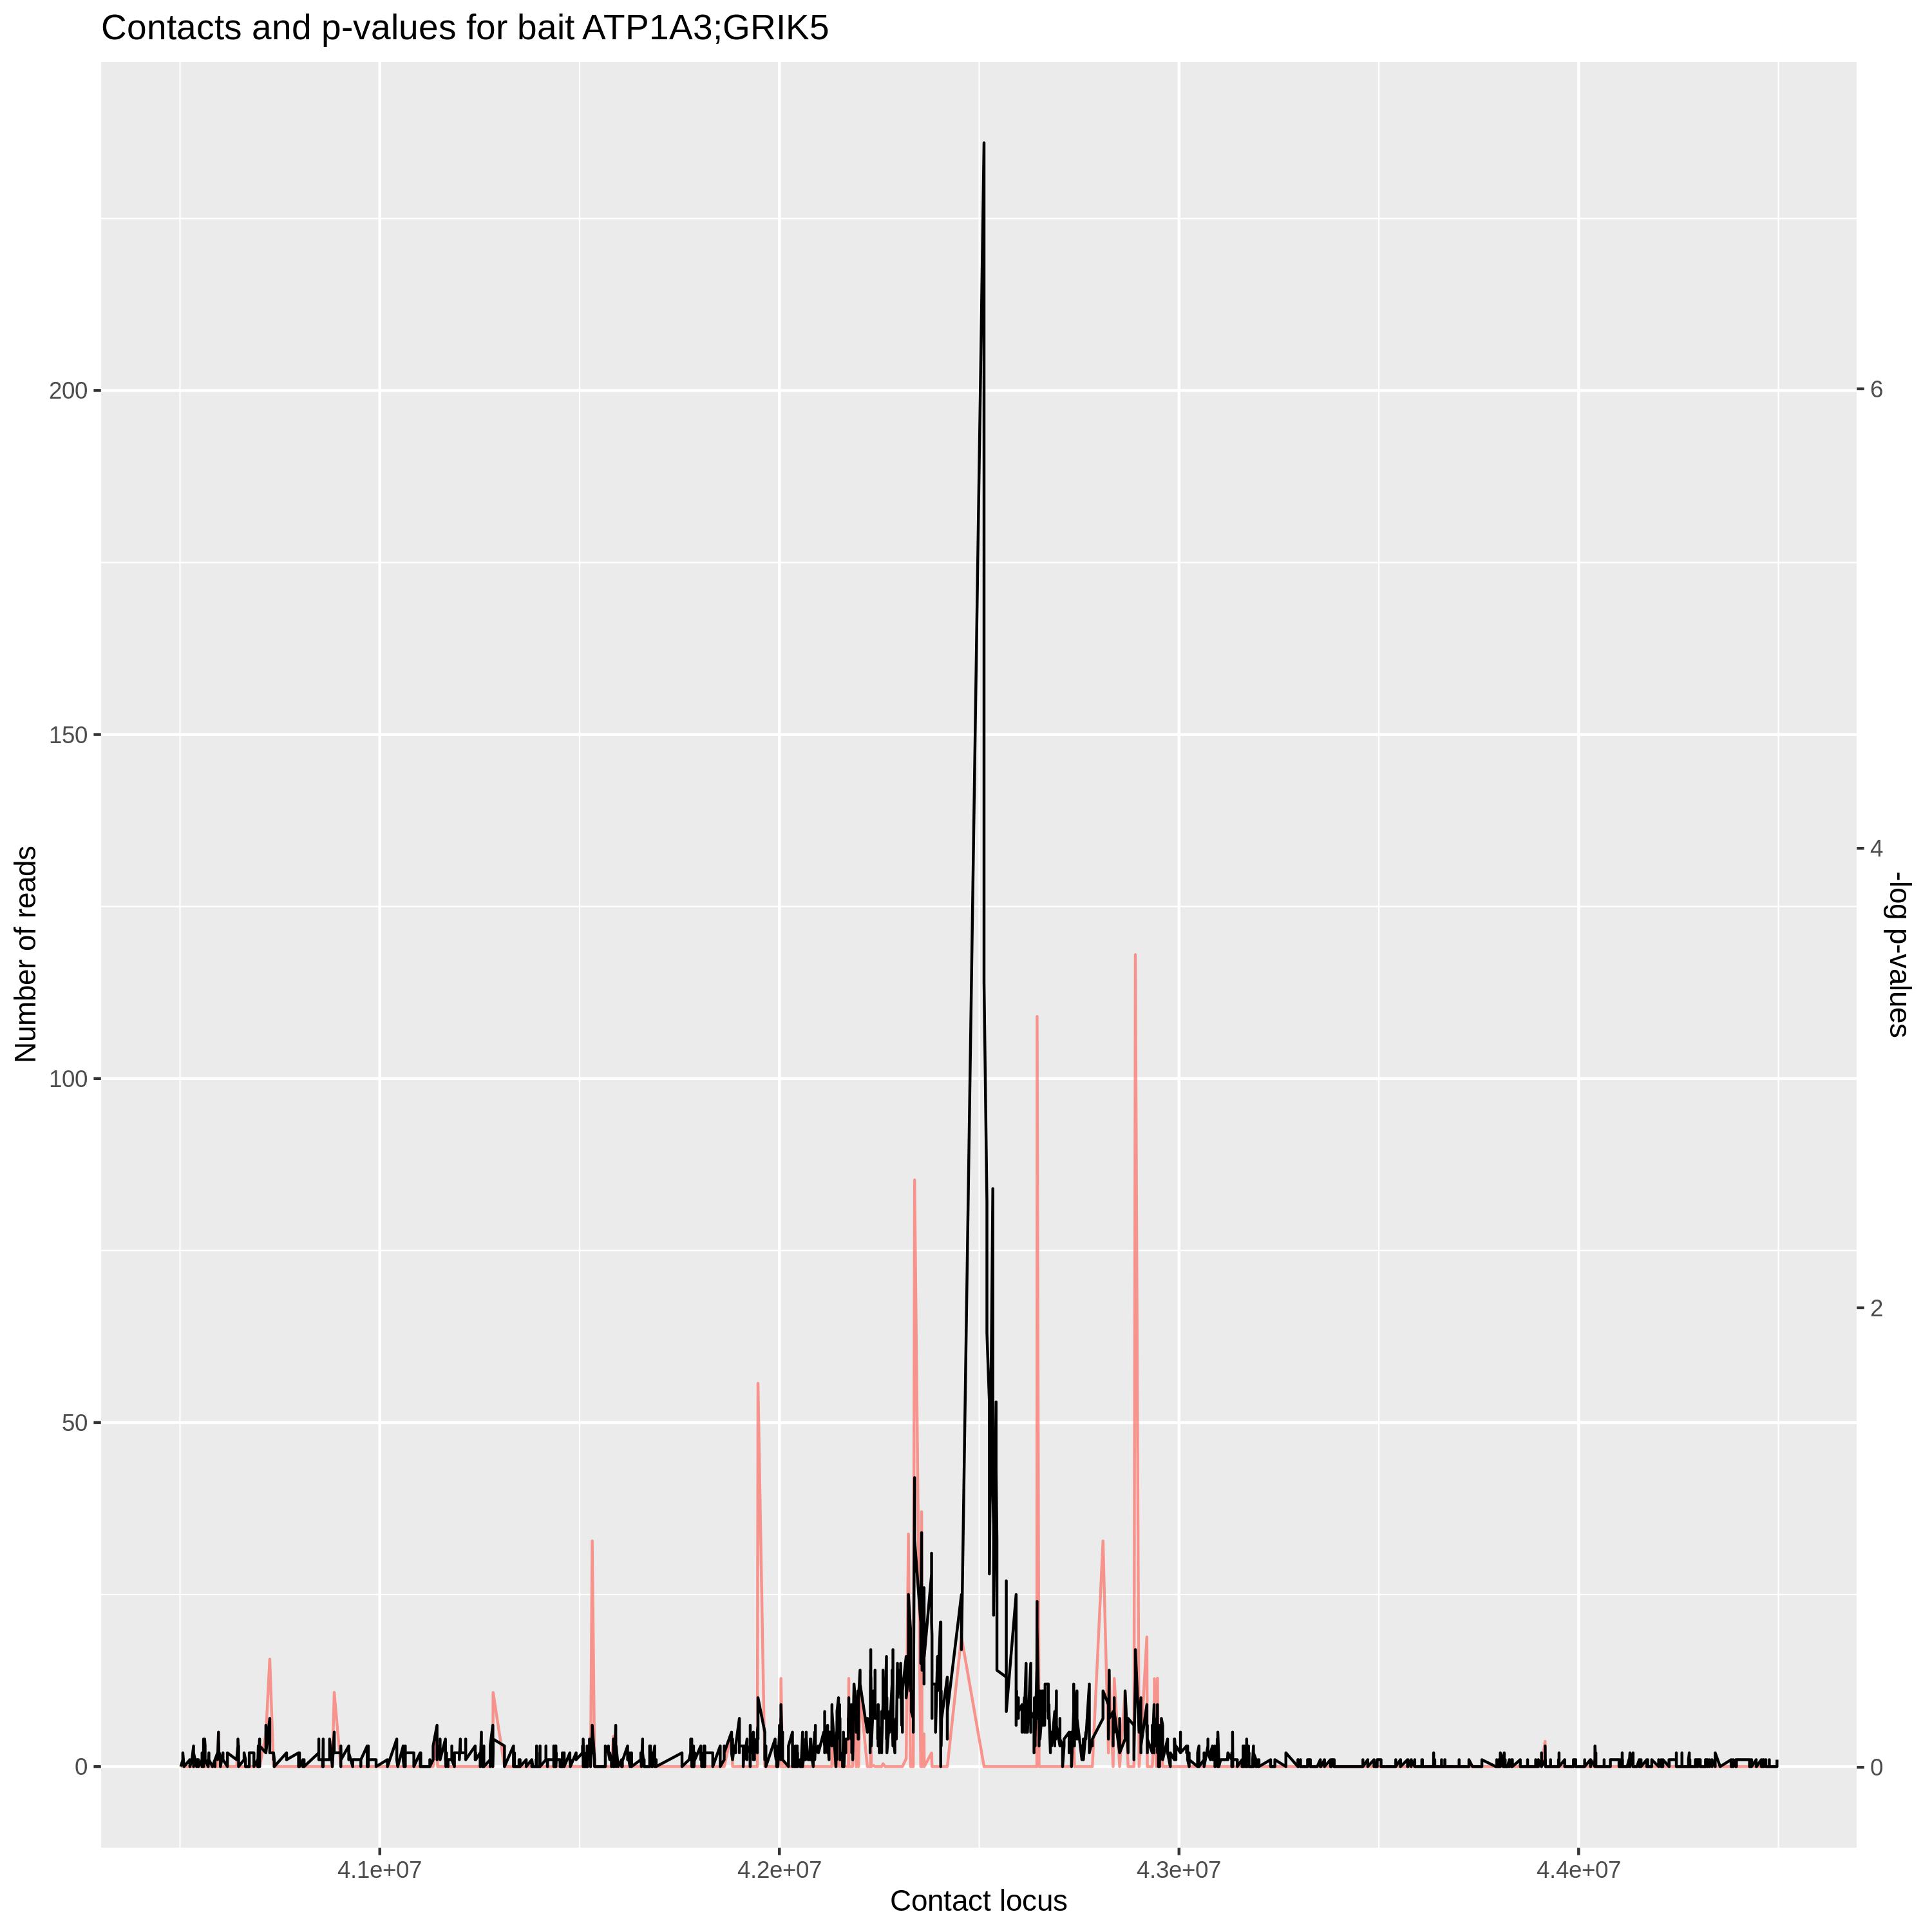 Contacts and p-values for bait ATP1A3;GRIK5
Number of reads
200
150
100
50
0
6
4
2
0
-log p-values
4.1e+07
4.2e+07
4.3e+07
4.4e+07
Contact locus